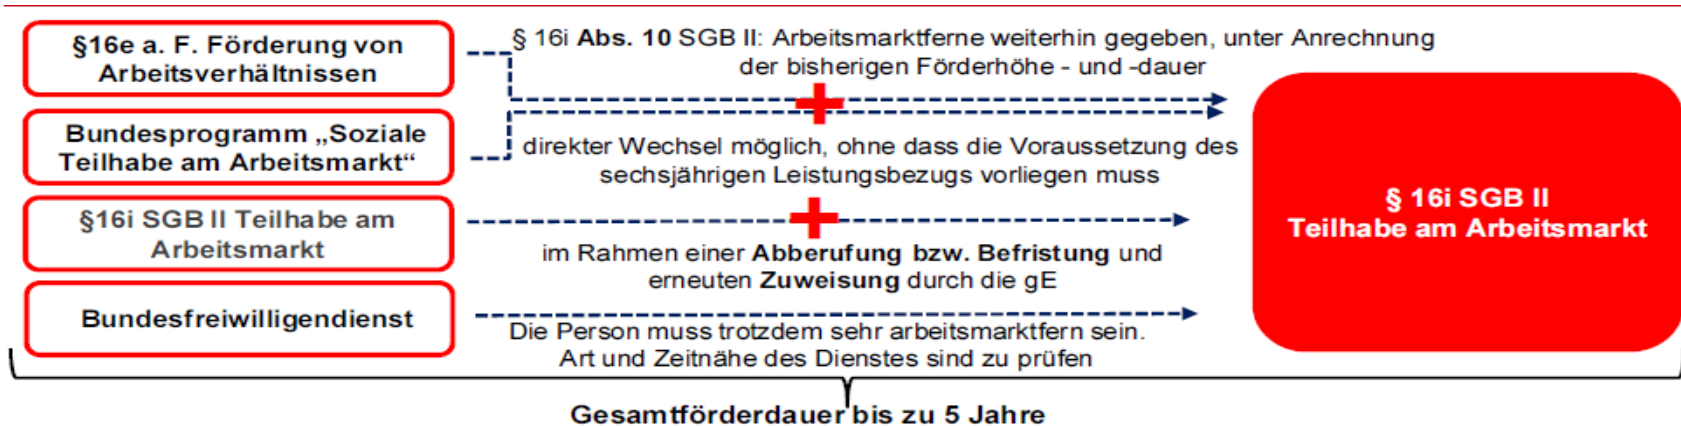 §16e a. F. Förderung von
Arbeitsverhältnissen
§ 16i Abs. 10 SGB II: Arbeitsmarktferne weiterhin gegeben, unter Anrechnung
der bisherigen Förderhöhe - und -dauer
Bundesprogramm „Soziale
Teilhabe am Arbeitsmarkt“
direkter Wechsel möglich, ohne dass die Voraussetzung des
sechsjährigen Leistungsbezugs vorliegen muss
§16i SGB II Teilhabe am
Arbeitsmarkt
im Rahmen einer Abberufung bzw. Befristung und
erneuten Zuweisung durch die gE
Bundesfreiwilligendienst
Die Person muss trotzdem sehr arbeitsmarktfern sein.
Art und Zeitnähe des Dienstes sind zu prüfen
§ 16i SGB II
Teilhabe am Arbeitsmarkt
Gesamtförderdauer bis zu 5 Jahre